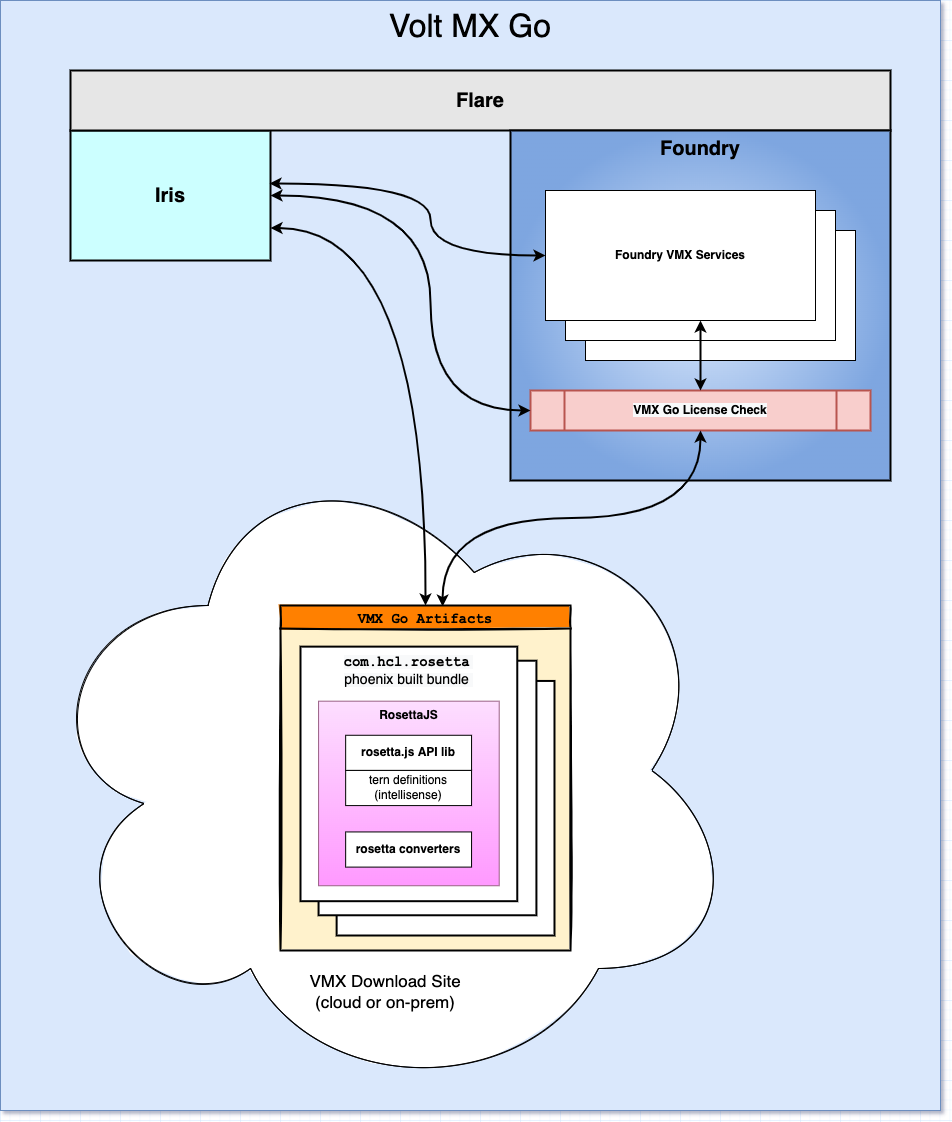 Volt MX Go
Flare
Iris
Foundry
Foundry VMX Services
VMX Go License Check
VMX Go Artifacts
com.hcl.rosetta
phoenix built bundle
RosettaJS
rosetta.js API lib
tern definitions
(intellisense)
rosetta converters
VMX Download Site
(cloud or on-prem)